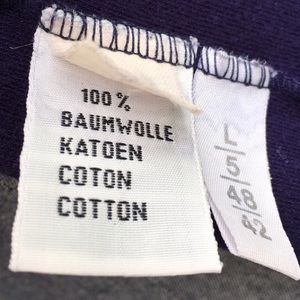 100%
BAUMWOLLE
KATOEN
COTON
COTTON
L
5
48
42